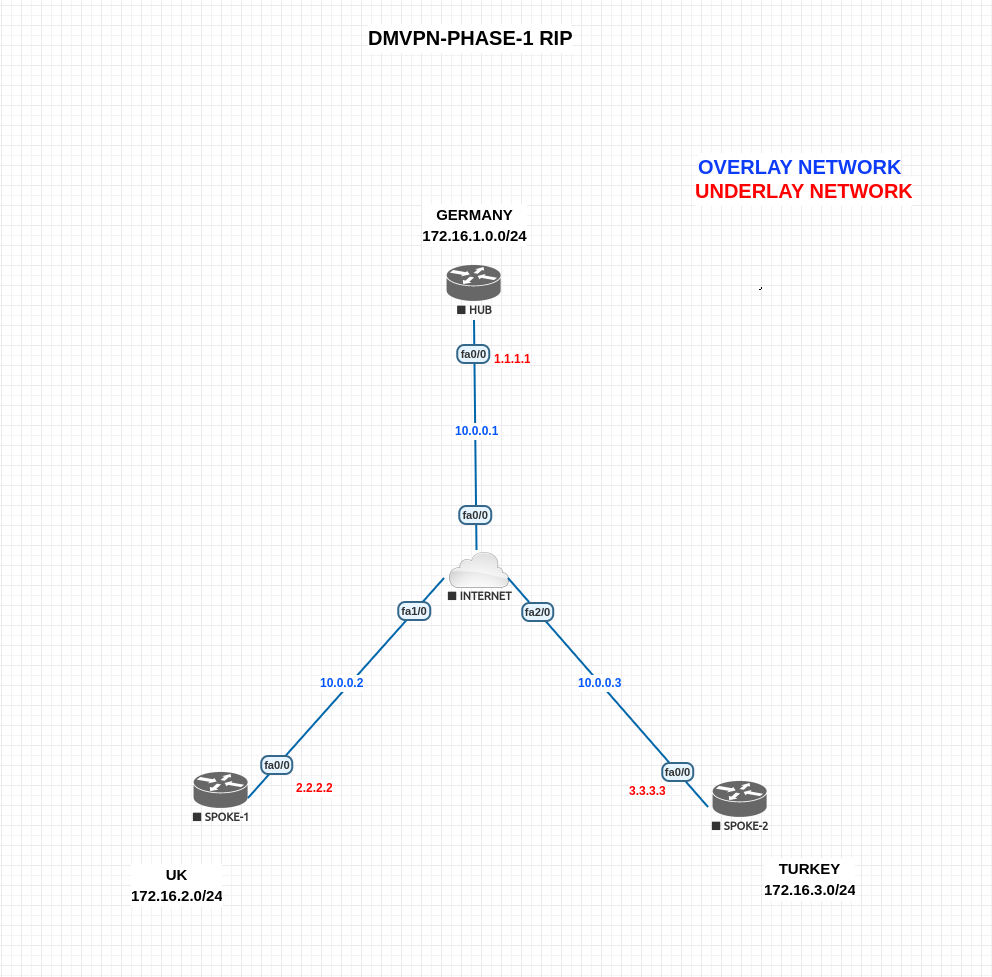 DMVPN-PHASE-1 RIP
OVERLAY NETWORK
UNDERLAY NETWORK
GERMANY
172.16.1.0.0/24
HUB
fa0/0
1.1.1.1
10.0.0.1
fa0/0
INTERNET
fa1/0
fa2/0
10.0.0.2
10.0.0.3
fa0/0
2.2.2.2
fa0/0
3.3.3.3
SPOKE-1
SPOKE-2
UK
172.16.2.0/24
TURKEY
172.16.3.0/24